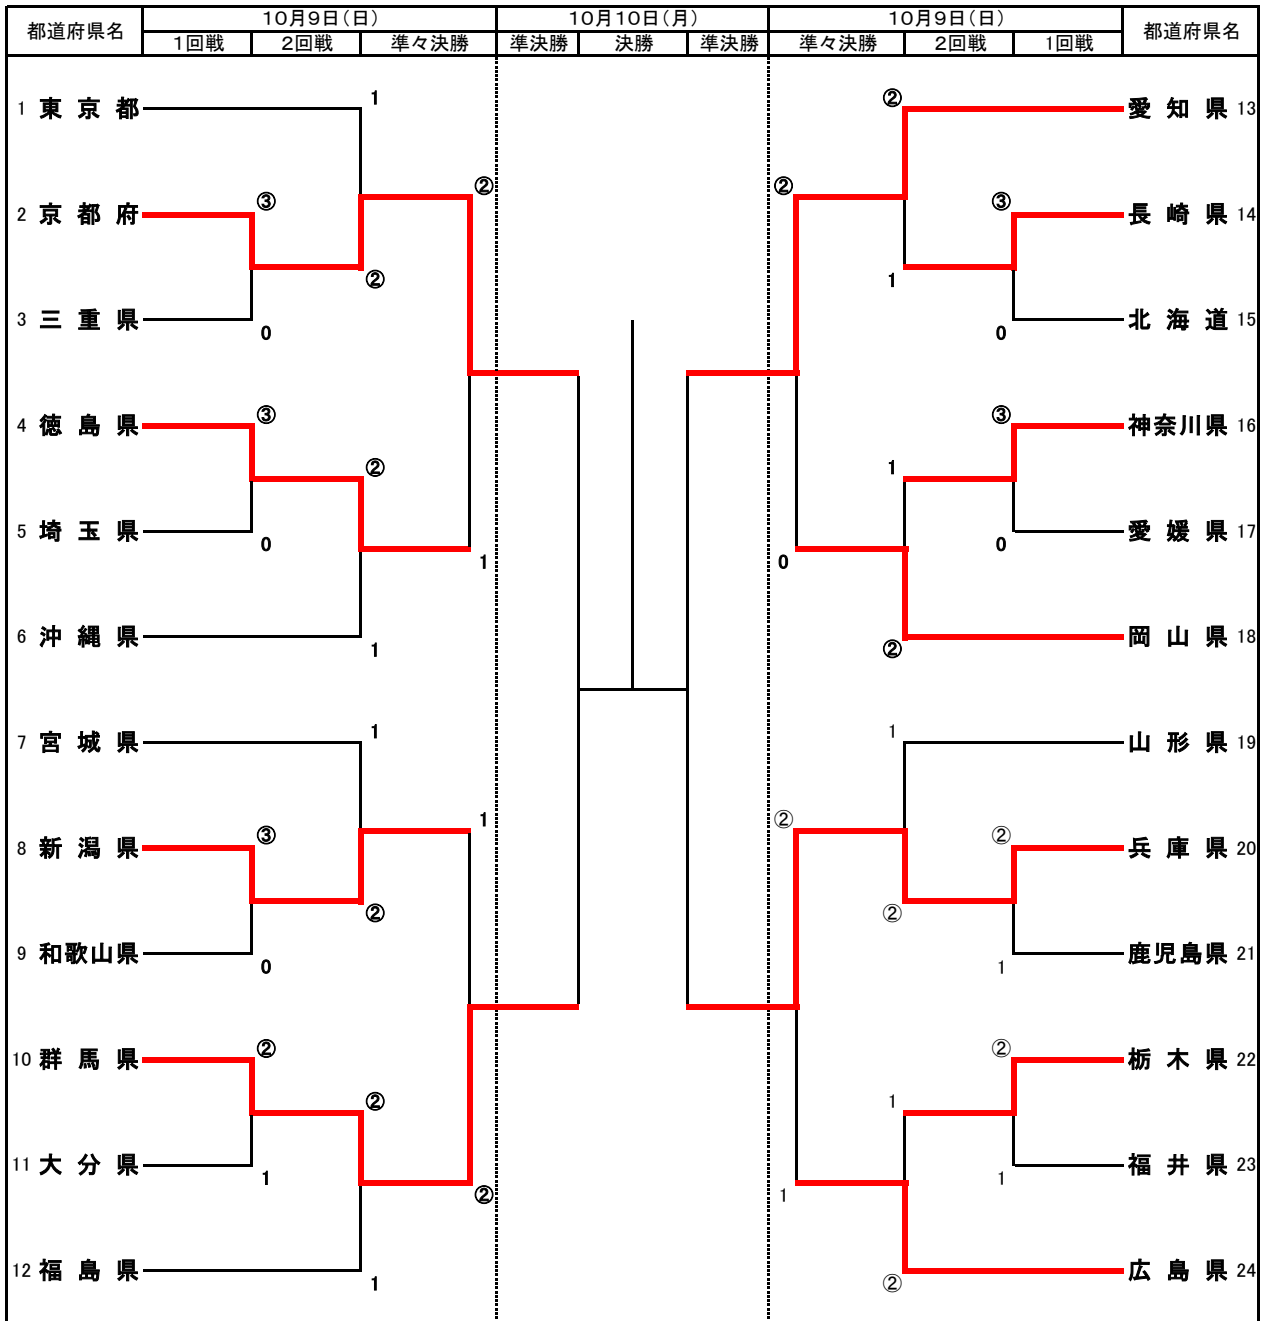 都道府県名 10月9日(日) 10月10日(月) 10月9日(日) 都道府県名
1回戦 2回戦 準々決勝 準決勝 決勝 準決勝 準々決勝 2回戦 1回戦
1 ②
1 東京都 愛知県 13
② ②
③ ③
2 京都府 長崎県 14
② 1
3 三重県 北海道 15
0 0
③ ③
4 徳島県 神奈川県 16
② 1
5 埼玉県 愛媛県 17
0 0
1 0
6 沖縄県 岡山県 18
1 ②
1 1
7 宮城県 山形県 19
1 ②
③ ②
8 新潟県 兵庫県 20
② ②
9 和歌山県 鹿児島県 21
0 1
② ②
10 群馬県 栃木県 22
② 1
11 大分県 福井県 23
1 1
② 1
12 福島県 広島県 24
1 ②